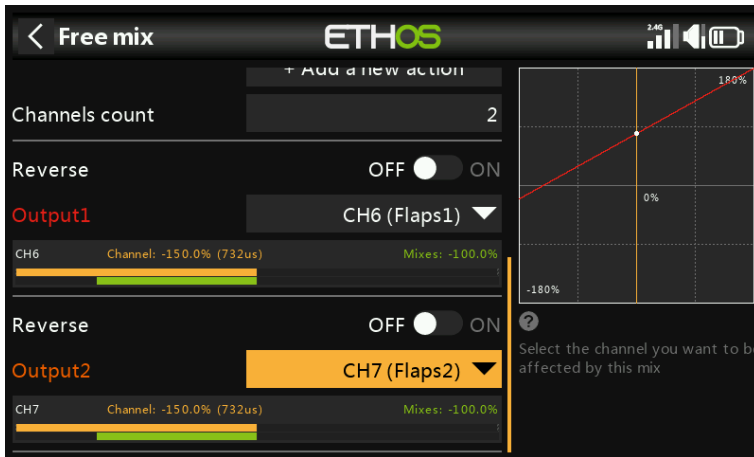 Free mix
ETHOS
2.4G
+ Add a new action
180%
Channels count
2
Reverse
OFF
ON
Output1
CH6 (Flaps1)
0%
CH6
Channel: -150.0% (732us)
Mixes: -100.0%
-180%
Reverse
OFF
ON
?
Select the channel you want to be
affected by this mix
Output2
CH7 (Flaps2)
CH7
Channel: -150.0% (732us)
Mixes: -100.0%